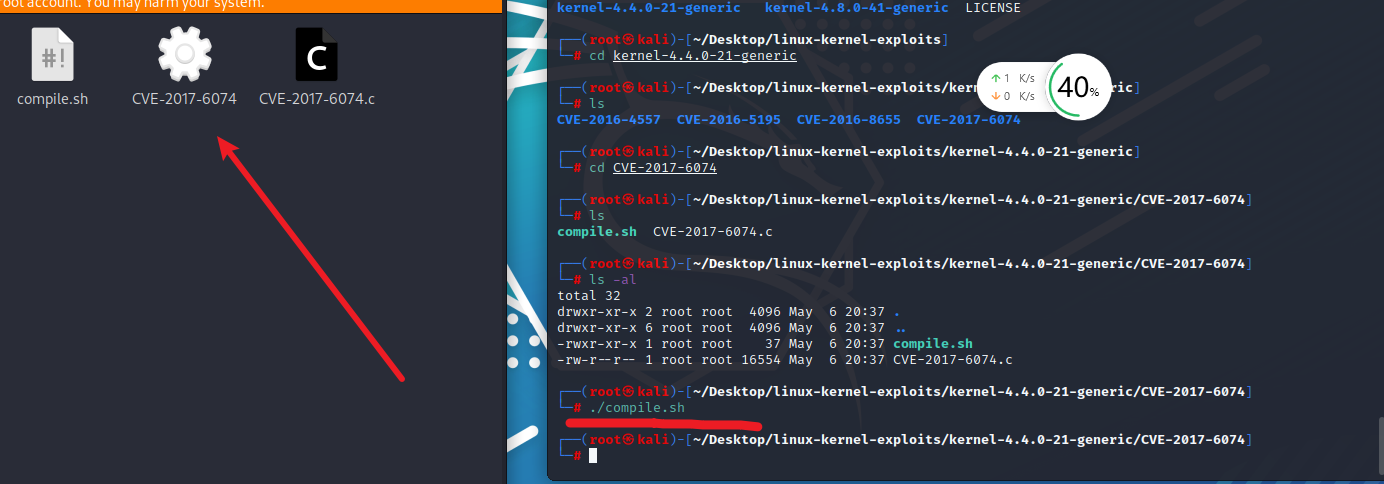 root account. You may harm your system.
#!
C
compile.sh CVE-2017-6074 CVE-2017-6074.c
kernel-4.4.0-21-generic kernel-4.8.0-41-generic LICENSE
┌──(root㉿kali)-[~/Desktop/linux-kernel-exploits]
└─# cd kernel-4.4.0-21-generic
┌──(root㉿kali)-[~/Desktop/linux-kernel-exploits/kern ric]
└─# ls
CVE-2016-4557 CVE-2016-5195 CVE-2016-8655 CVE-2017-6074
┌──(root㉿kali)-[~/Desktop/linux-kernel-exploits/kernel-4.4.0-21-generic]
└─# cd CVE-2017-6074
┌──(root㉿kali)-[~/Desktop/linux-kernel-exploits/kernel-4.4.0-21-generic/CVE-2017-6074]
└─# ls
compile.sh CVE-2017-6074.c
┌──(root㉿kali)-[~/Desktop/linux-kernel-exploits/kernel-4.4.0-21-generic/CVE-2017-6074]
└─# ls -al
total 32
drwxr-xr-x 2 root root 4096 May 6 20:37 .
drwxr-xr-x 6 root root 4096 May 6 20:37 ..
-rwxr-xr-x 1 root root 37 May 6 20:37 compile.sh
-rw-r--r-- 1 root root 16554 May 6 20:37 CVE-2017-6074.c
┌──(root㉿kali)-[~/Desktop/linux-kernel-exploits/kernel-4.4.0-21-generic/CVE-2017-6074]
└─# ./compile.sh
┌──(root㉿kali)-[~/Desktop/linux-kernel-exploits/kernel-4.4.0-21-generic/CVE-2017-6074]
└─#
↑ 1 K/s
↓ 0 K/s
40%